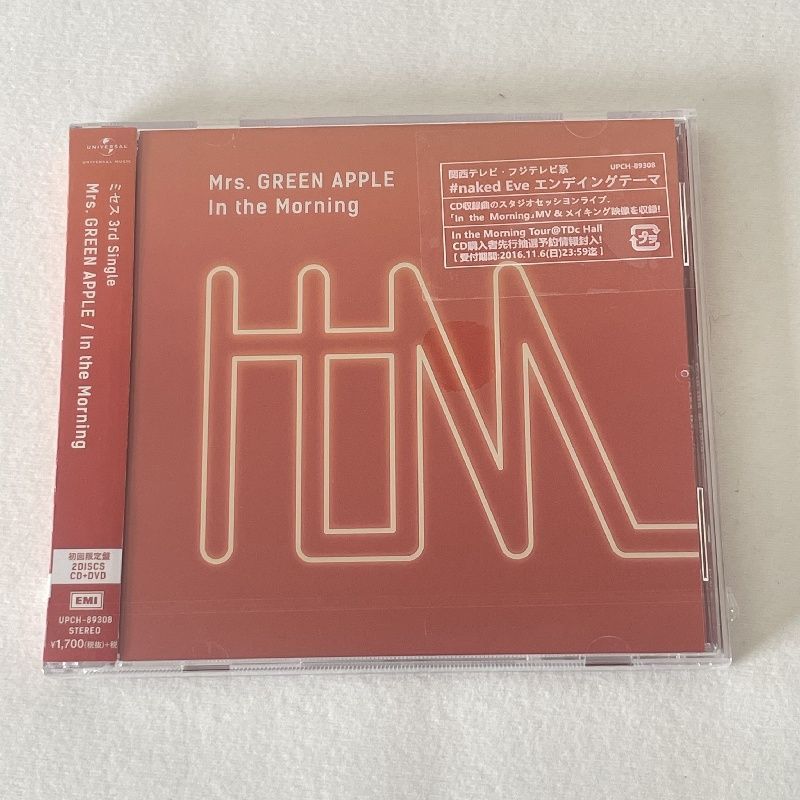 UNIVERSAL
UNIVERSAL MUSIC
ミセス 3rd Single
Mrs. GREEN APPLE / In the Morning
初回限定盤
2DISCS
CD+DVD
EMI
UPCH-89308
STEREO
¥1,700(税抜)+税
Mrs. GREEN APPLE
In the Morning
関西テレビ・フジテレビ系 UPCH-89308
#naked Eve エンディングテーマ
CD収録曲のスタジオセッションライブ、
「In the Morning」MV & メイキング映像を収録!
In the Morning Tour@TDc Hall
CD購入者先行抽選予約情報封入!
[ 受付期間:2016.11.6(日)23:59迄 ]
プラ